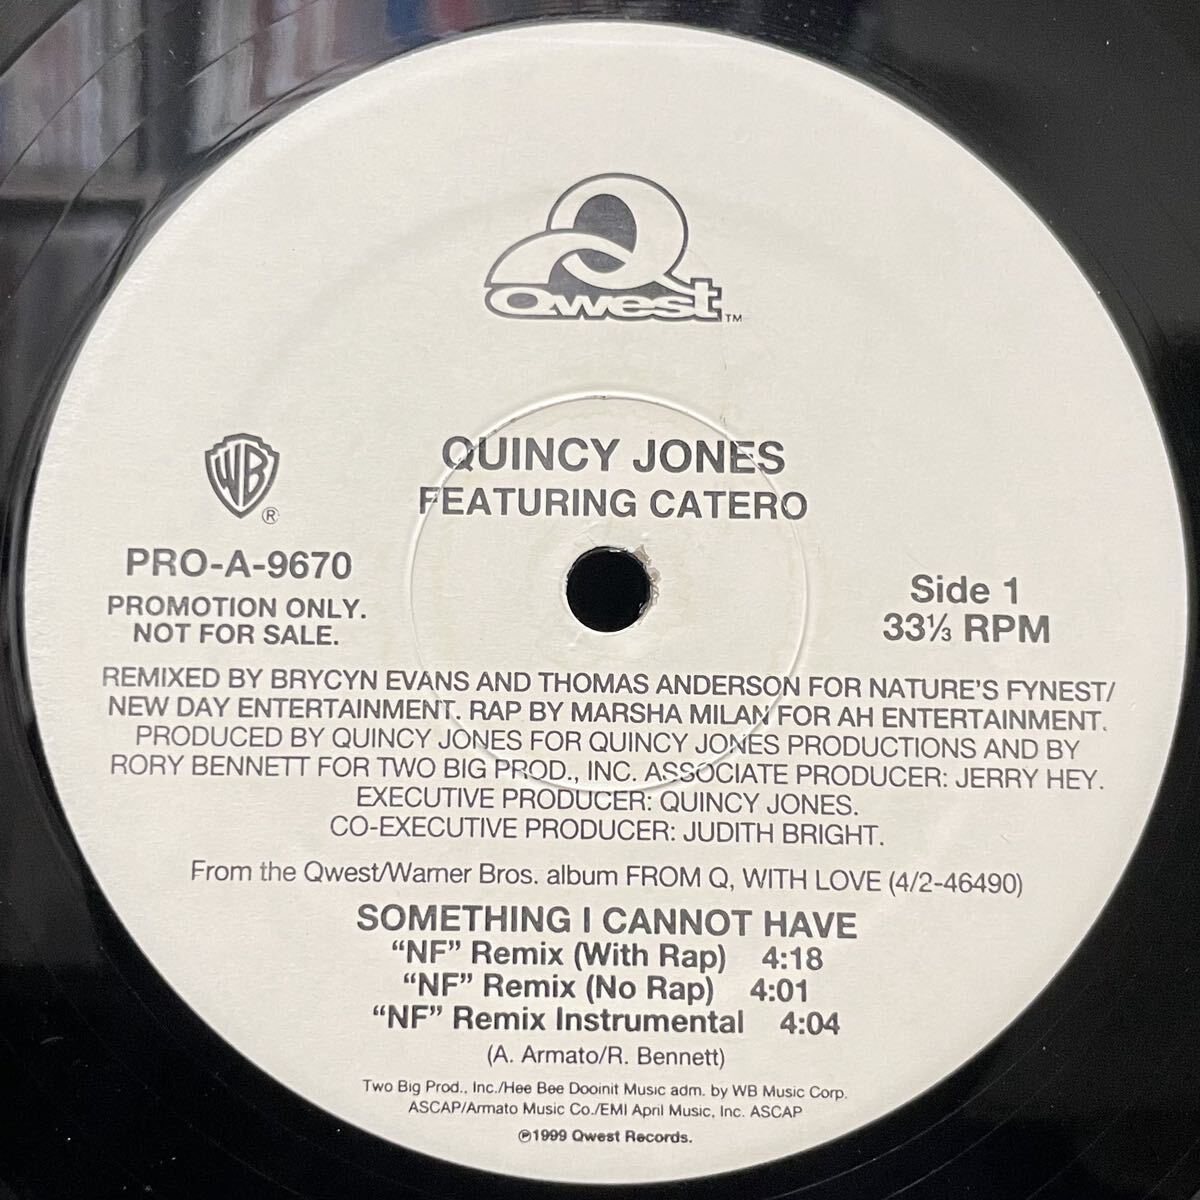 Qwest™
QUINCY JONES
FEATURING CATERO
WB®
PRO-A-9670
PROMOTION ONLY.
NOT FOR SALE.
Side 1
33⅓ RPM
REMIXED BY BRYCYN EVANS AND THOMAS ANDERSON FOR NATURE'S FYNEST/
NEW DAY ENTERTAINMENT. RAP BY MARSHA MILAN FOR AH ENTERTAINMENT.
PRODUCED BY QUINCY JONES FOR QUINCY JONES PRODUCTIONS AND BY
RORY BENNETT FOR TWO BIG PROD., INC. ASSOCIATE PRODUCER: JERRY HEY.
EXECUTIVE PRODUCER: QUINCY JONES.
CO-EXECUTIVE PRODUCER: JUDITH BRIGHT.
From the Qwest/Warner Bros. album FROM Q, WITH LOVE (4/2-46490)
SOMETHING I CANNOT HAVE
“NF” Remix (With Rap) 4:18
“NF” Remix (No Rap) 4:01
“NF” Remix Instrumental 4:04
(A. Armato/R. Bennett)
Two Big Prod., Inc./Hee Bee Dooinit Music adm. by WB Music Corp.
ASCAP/Armato Music Co./EMI April Music, Inc. ASCAP
℗1999 Qwest Records.